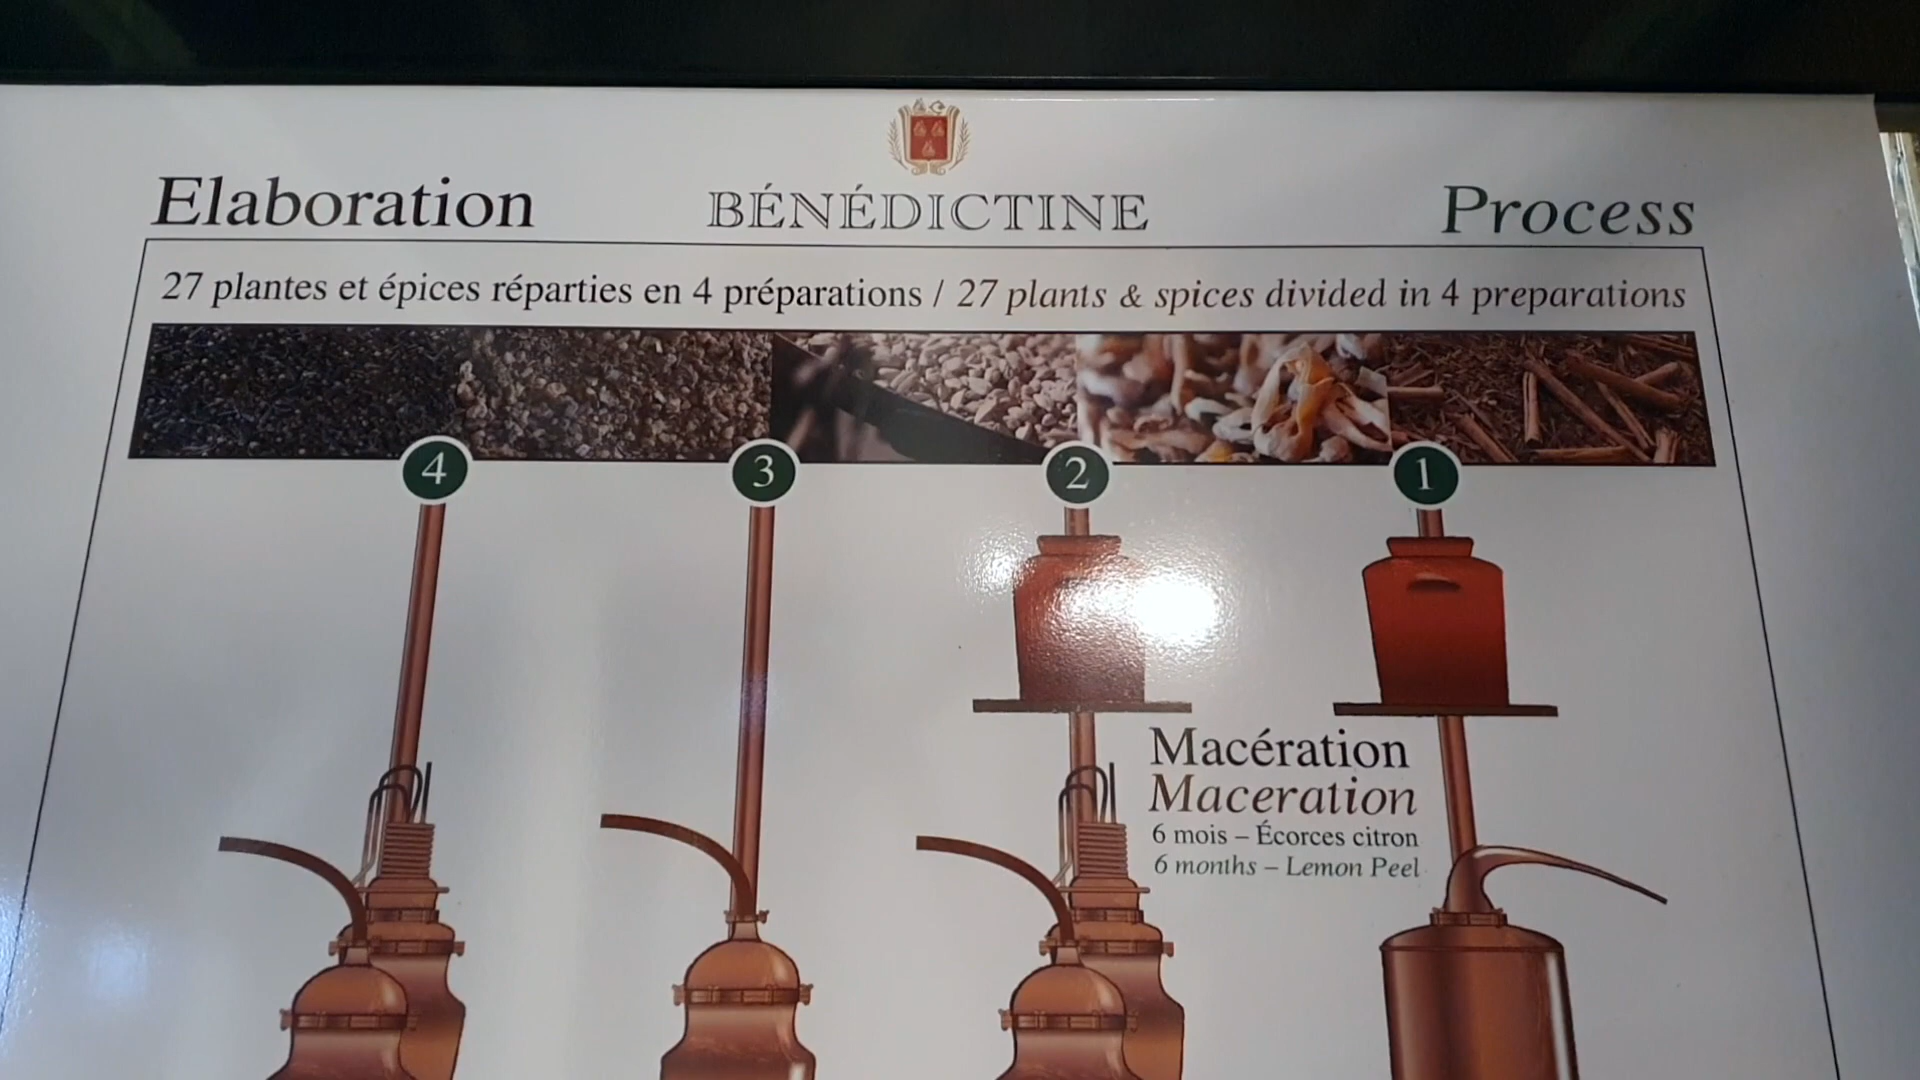 Elaboration BÉNÉDICTINE Process
27 plantes et épices réparties en 4 préparations / 27 plants & spices divided in 4 preparations
4 3 2 1
Macération
Maceration
6 mois – Écorces citron
6 months – Lemon Peel